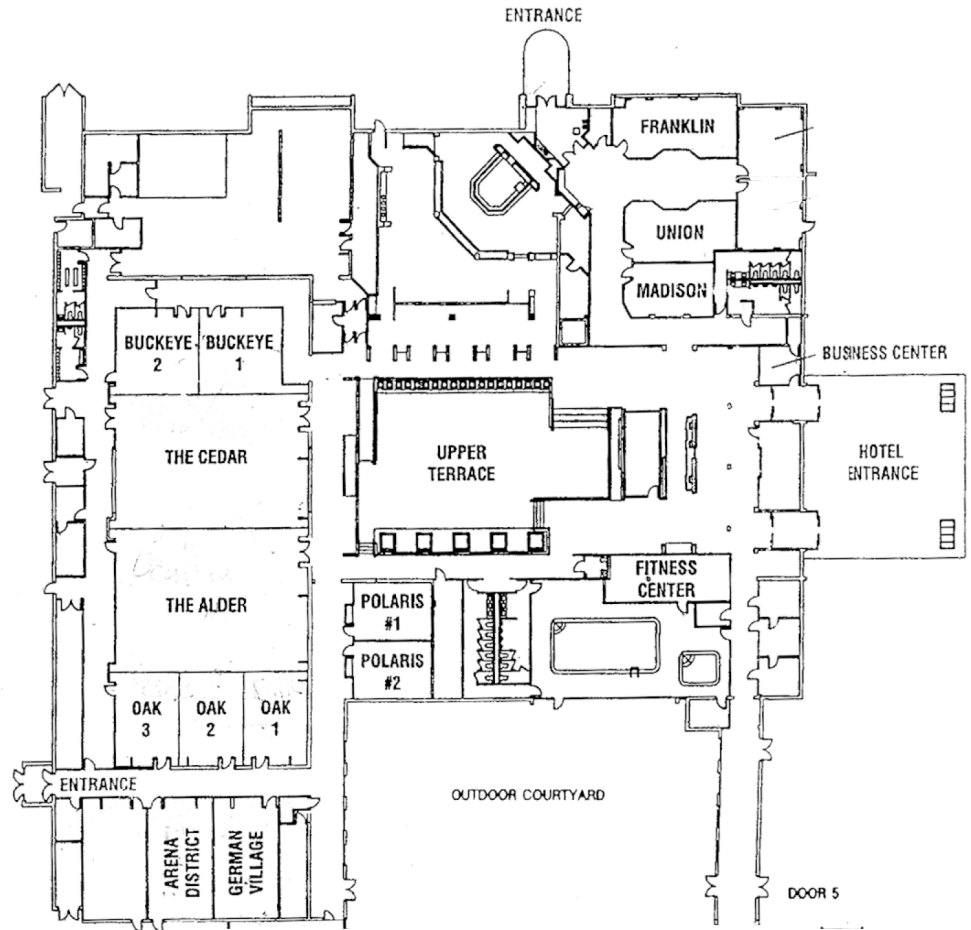 ENTRANCE
FRANKLIN
UNION
MADISON
BUCKEYE
2
BUCKEYE
1
BUSINESS CENTER
THE CEDAR
UPPER
TERRACE
HOTEL
ENTRANCE
THE ALDER
FITNESS
CENTER
POLARIS
#1
POLARIS
#2
OAK
3
OAK
2
OAK
1
ENTRANCE
OUTDOOR COURTYARD
ARENA
DISTRICT
GERMAN
VILLAGE
DOOR 5